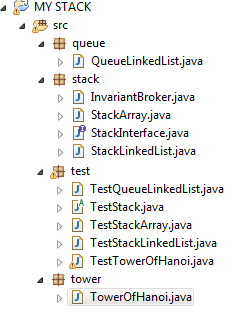 MY STACK
src
queue
QueueLinkedList.java
stack
InvariantBroker.java
StackArray.java
StackInterface.java
StackLinkedList.java
test
TestQueueLinkedList.java
TestStack.java
TestStackArray.java
TestStackLinkedList.java
TestTowerOfHanoi.java
tower
TowerOfHanoi.java